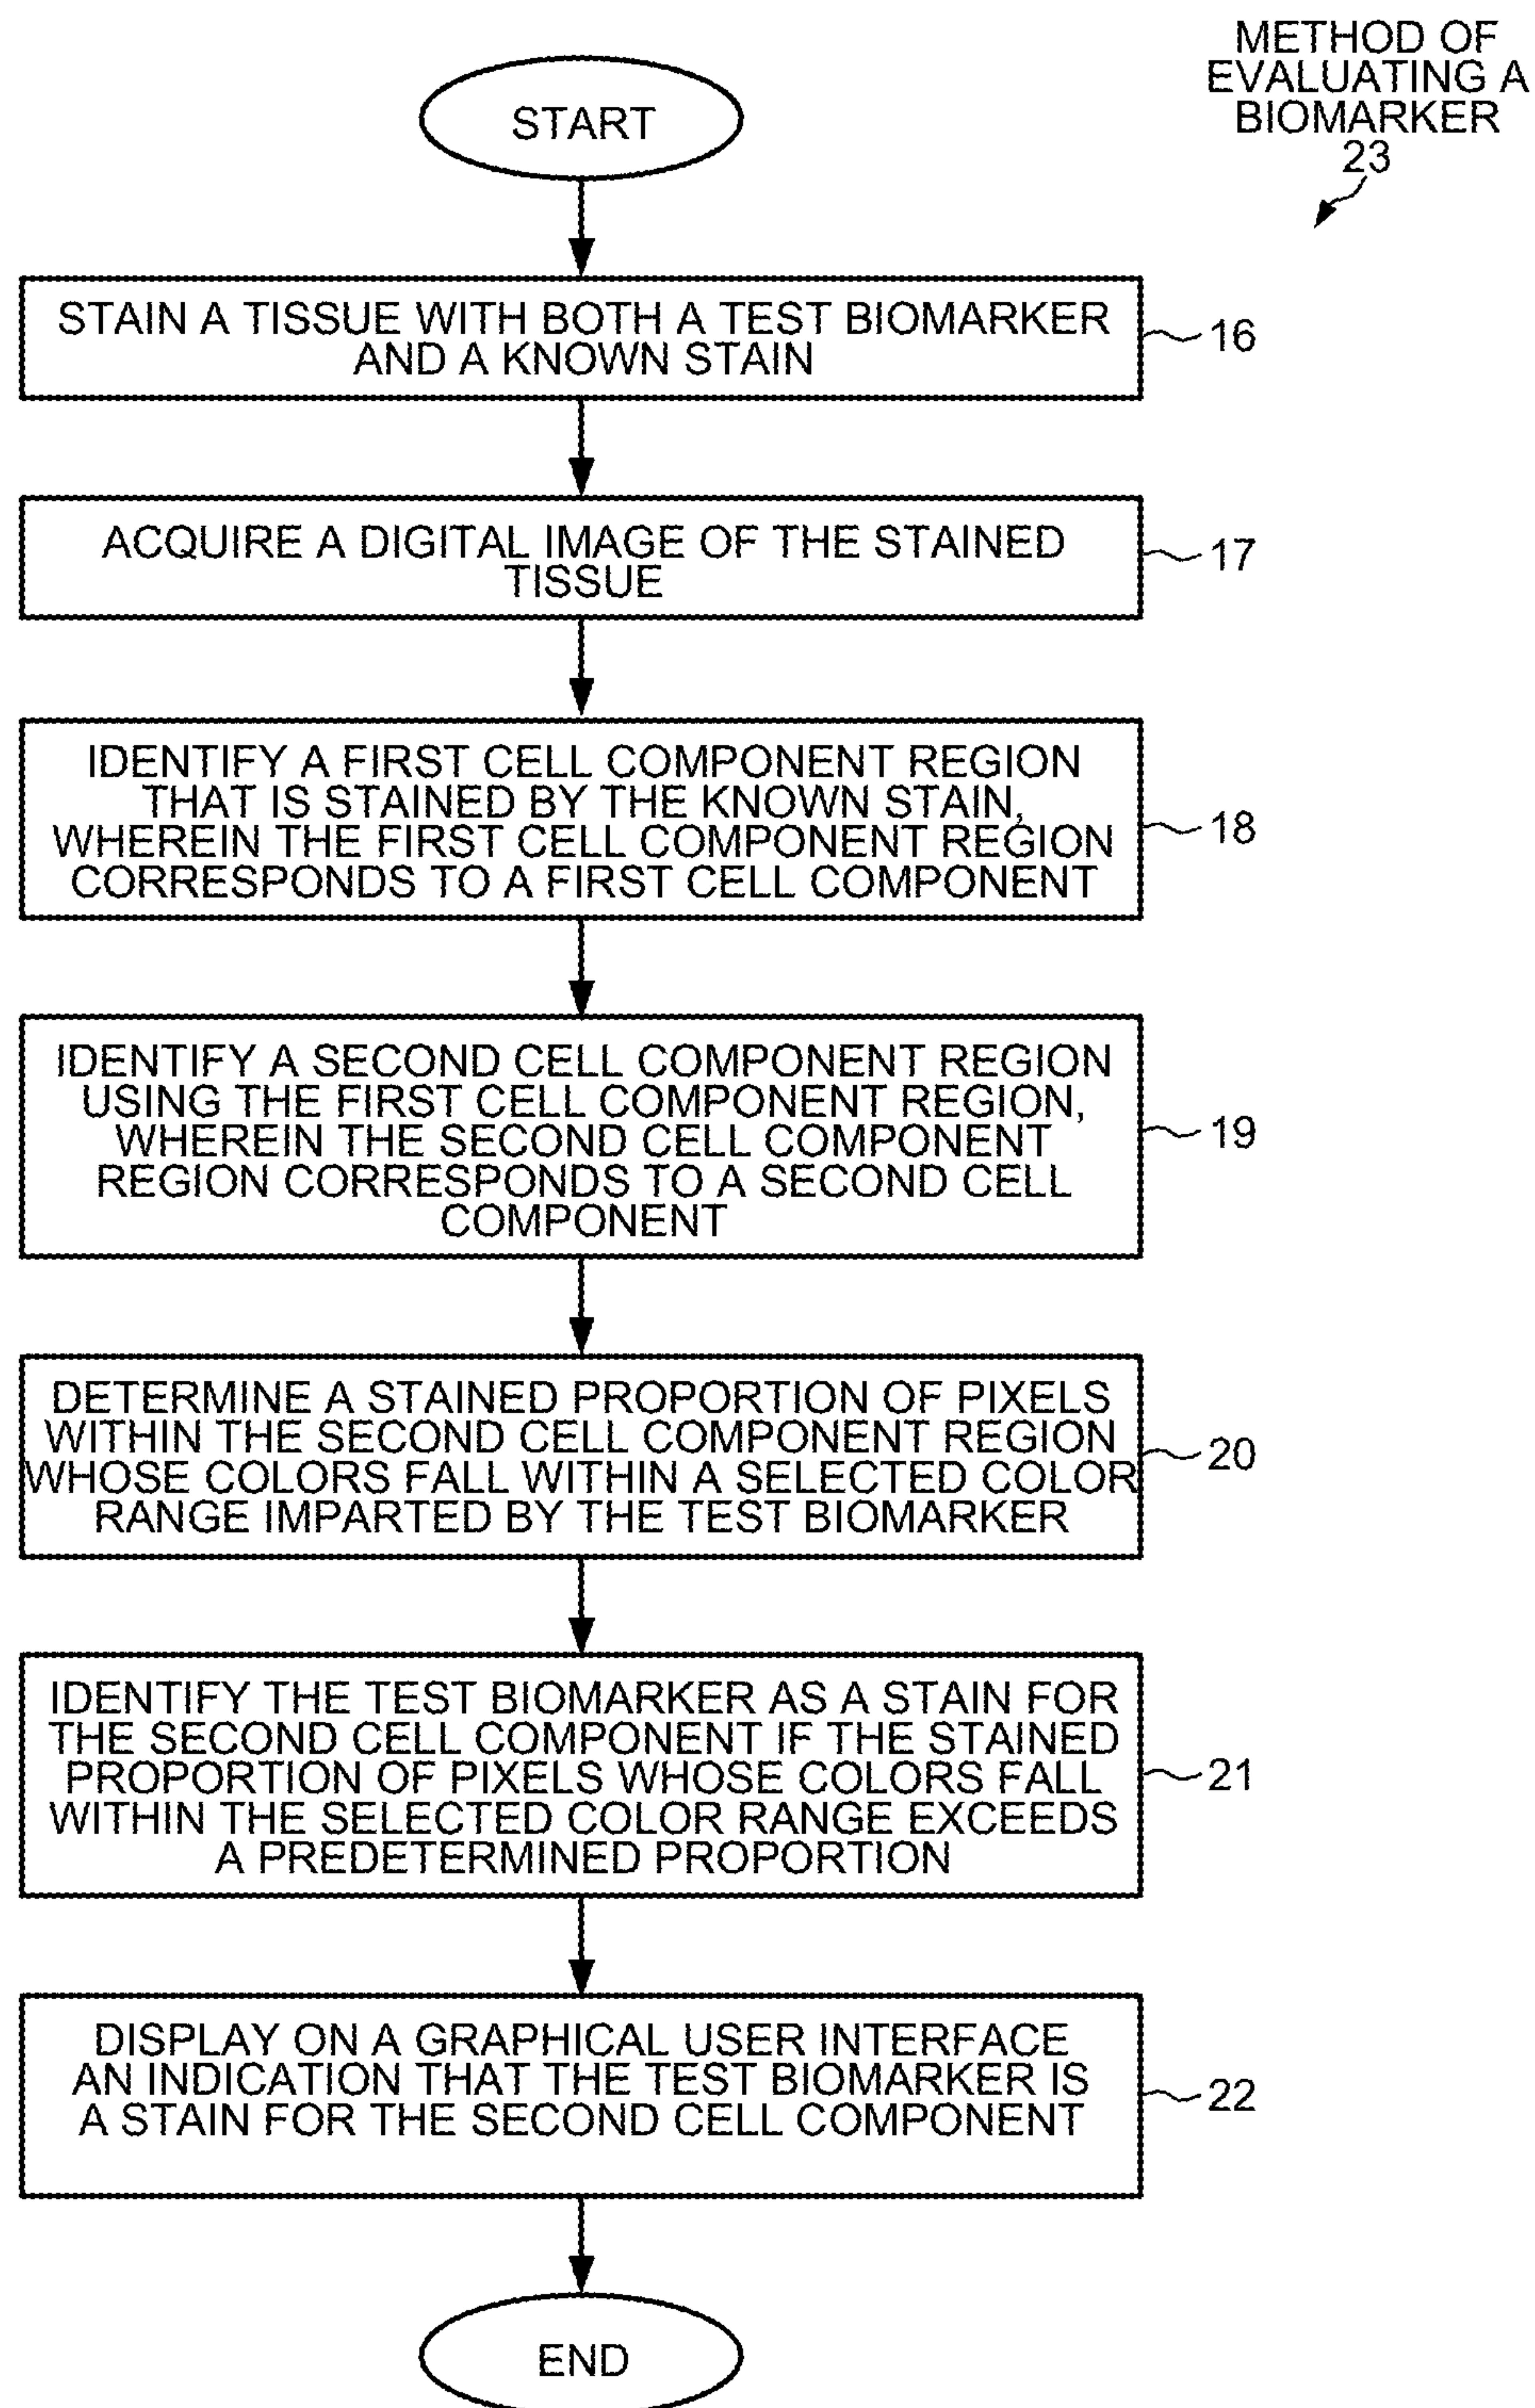 METHOD OF
EVALUATING A
BIOMARKER
23
START
STAIN A TISSUE WITH BOTH A TEST BIOMARKER
AND A KNOWN STAIN
16
ACQUIRE A DIGITAL IMAGE OF THE STAINED
TISSUE
17
IDENTIFY A FIRST CELL COMPONENT REGION
THAT IS STAINED BY THE KNOWN STAIN,
WHEREIN THE FIRST CELL COMPONENT REGION
CORRESPONDS TO A FIRST CELL COMPONENT
18
IDENTIFY A SECOND CELL COMPONENT REGION
USING THE FIRST CELL COMPONENT REGION,
WHEREIN THE SECOND CELL COMPONENT
REGION CORRESPONDS TO A SECOND CELL
COMPONENT
19
DETERMINE A STAINED PROPORTION OF PIXELS
WITHIN THE SECOND CELL COMPONENT REGION
WHOSE COLORS FALL WITHIN A SELECTED COLOR
RANGE IMPARTED BY THE TEST BIOMARKER
20
IDENTIFY THE TEST BIOMARKER AS A STAIN FOR
THE SECOND CELL COMPONENT IF THE STAINED
PROPORTION OF PIXELS WHOSE COLORS FALL
WITHIN THE SELECTED COLOR RANGE EXCEEDS
A PREDETERMINED PROPORTION
21
DISPLAY ON A GRAPHICAL USER INTERFACE
AN INDICATION THAT THE TEST BIOMARKER IS
A STAIN FOR THE SECOND CELL COMPONENT
22
END